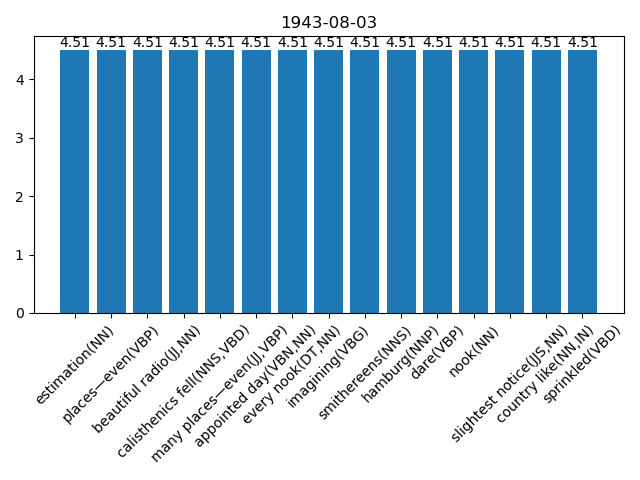 1943-08-03
4.51 4.51 4.51 4.51 4.51 4.51 4.51 4.51 4.51 4.51 4.51 4.51 4.51 4.51 4.51
4
3
2
1
0
estimation(NN)
places—even(VBP)
beautiful radio(JJ,NN)
calisthenics fell(NNS,VBD)
many places—even(JJ,VBP)
appointed day(VBN,NN)
every nook(DT,NN)
imagining(VBG)
smithereens(NNS)
hamburg(NNP)
dare(VBP)
nook(NN)
slightest notice(JJS,NN)
country like(NN,IN)
sprinkled(VBD)